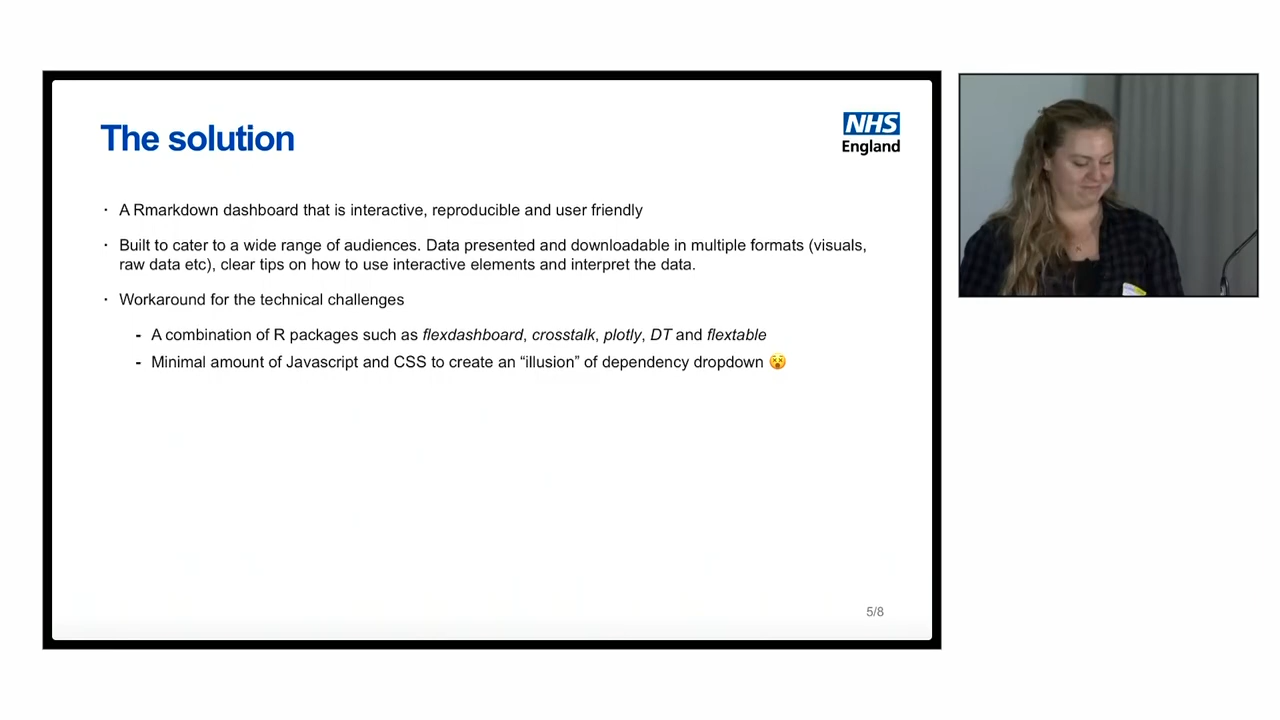 The solution
NHS
England
· A Rmarkdown dashboard that is interactive, reproducible and user friendly
· Built to cater to a wide range of audiences. Data presented and downloadable in multiple formats (visuals,
raw data etc), clear tips on how to use interactive elements and interpret the data.
· Workaround for the technical challenges
- A combination of R packages such as flexdashboard, crosstalk, plotly, DT and flextable
- Minimal amount of Javascript and CSS to create an “illusion” of dependency dropdown 😵
5/8